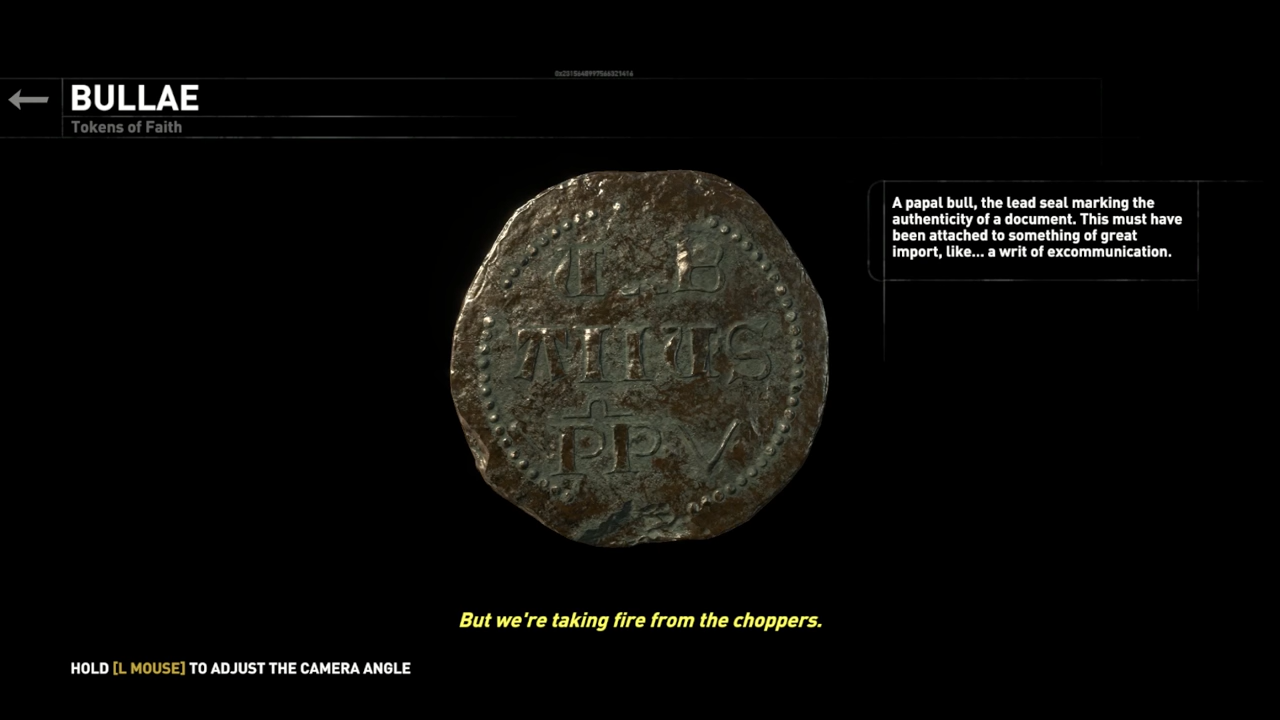 BULLAE
Tokens of Faith
A papal bull, the lead seal marking the
authenticity of a document. This must have
been attached to something of great
import, like... a writ of excommunication.
B
PPV
But we're taking fire from the choppers.
HOLD [L MOUSE] TO ADJUST THE CAMERA ANGLE